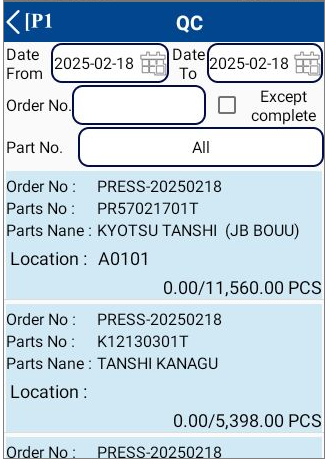 [P1 QC
Date From 2025-02-18 Date To 2025-02-18
Order No. Except complete
Part No. All
Order No : PRESS-20250218
Parts No : PR57021701T
Parts Nane : KYOTSU TANSHI (JB BOUU)
Location : A0101
0.00/11,560.00 PCS
Order No : PRESS-20250218
Parts No : K12130301T
Parts Nane : TANSHI KANAGU
Location :
0.00/5,398.00 PCS
Order No : PRESS-20250218